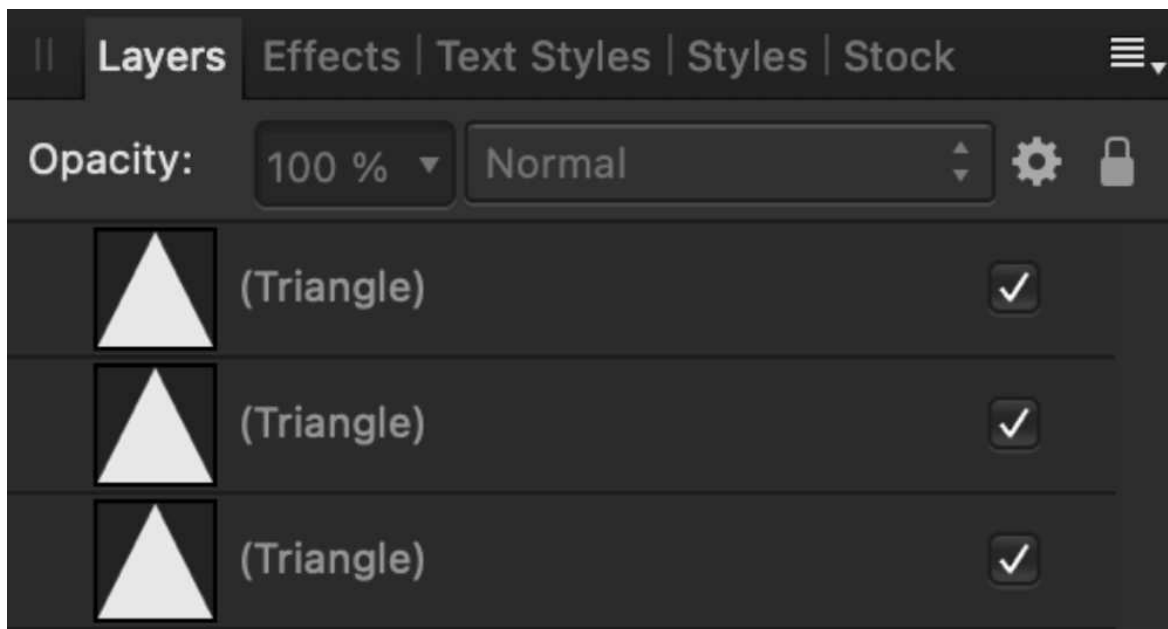 Layers Effects | Text Styles | Styles | Stock
Opacity: 100 % Normal
(Triangle)
(Triangle)
(Triangle)